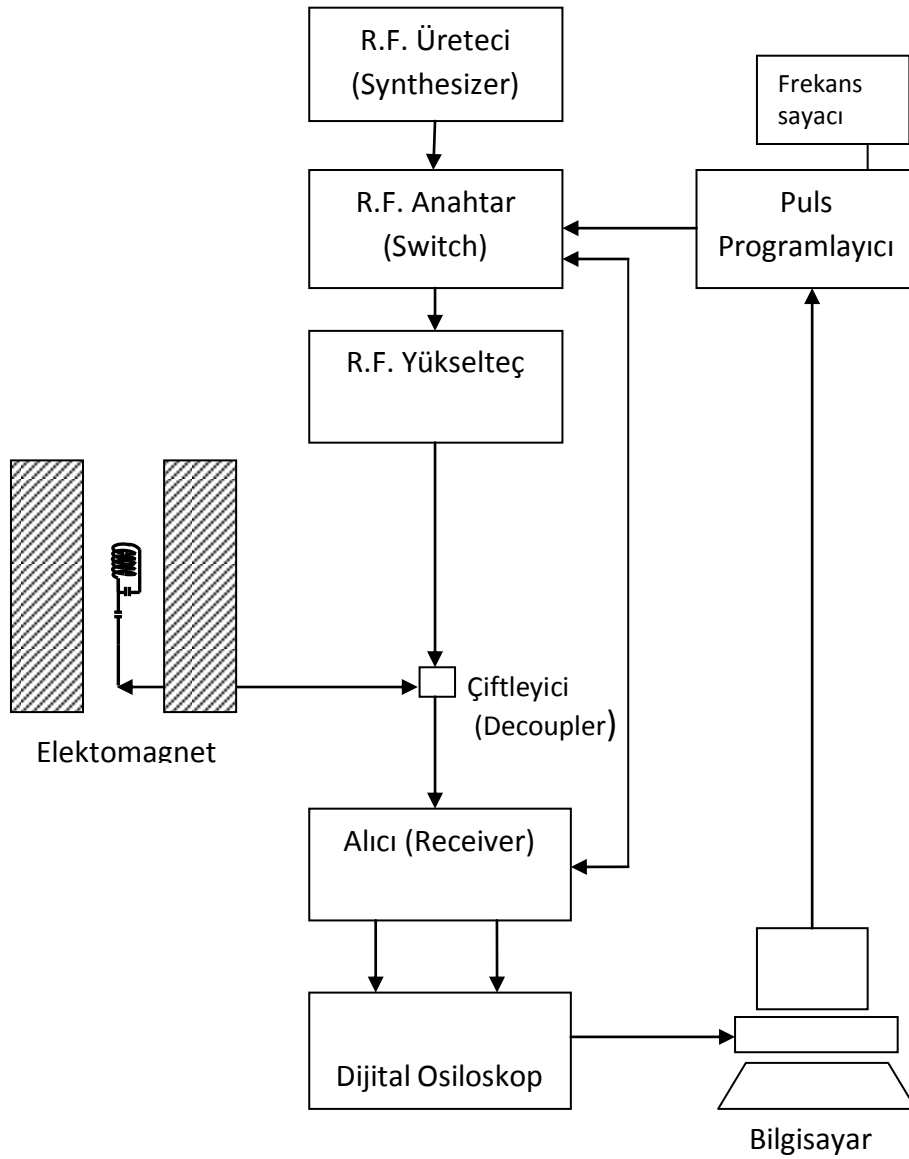 R.F. Üreteci
(Synthesizer)
Frekans
sayacı
R.F. Anahtar
(Switch)
Puls
Programlayıcı
R.F. Yükselteç
Çiftleyici
(Decoupler)
Elektomagnet
Alıcı (Receiver)
Dijital Osiloskop
Bilgisayar